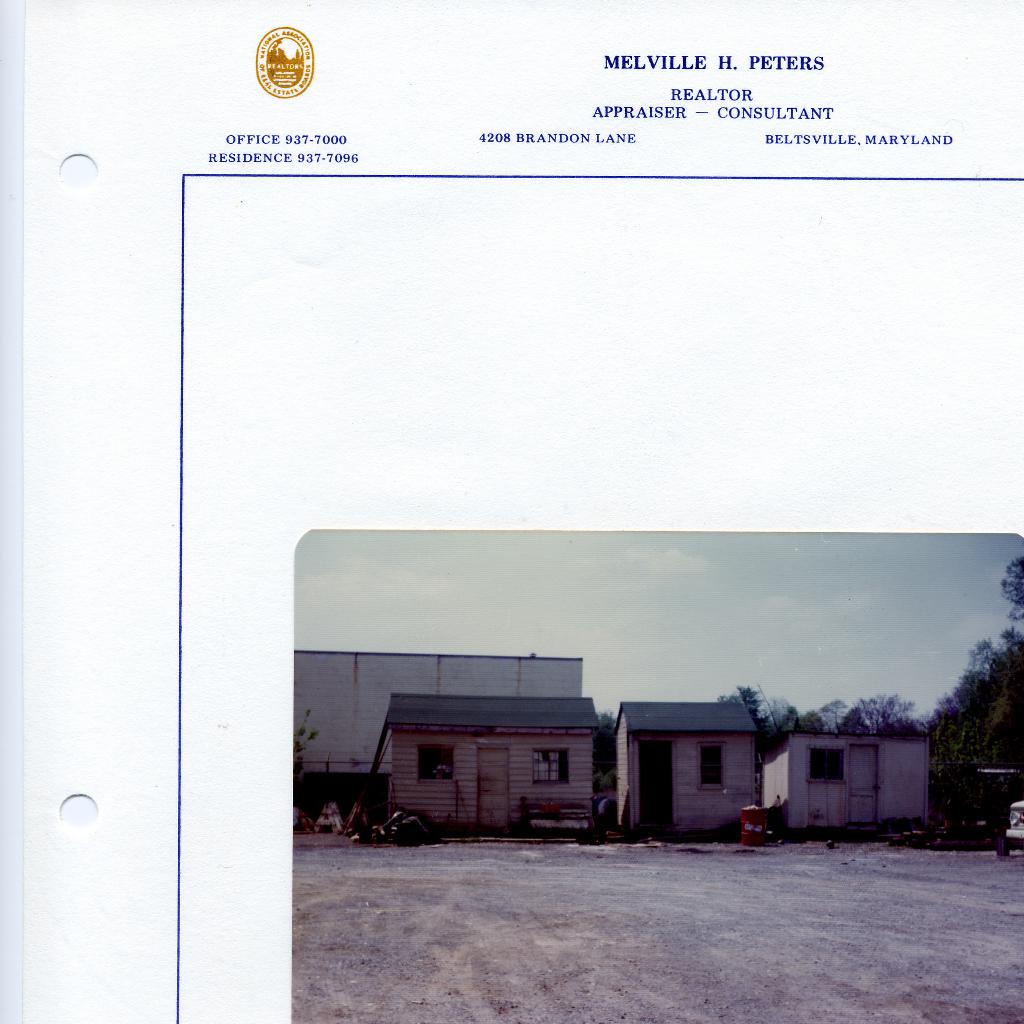 NATIONAL ASSOCIATION
REALTORS
OF REAL ESTATE BOARDS
MELVILLE H. PETERS
REALTOR
APPRAISER — CONSULTANT
OFFICE 937-7000
4208 BRANDON LANE
BELTSVILLE, MARYLAND
RESIDENCE 937-7096